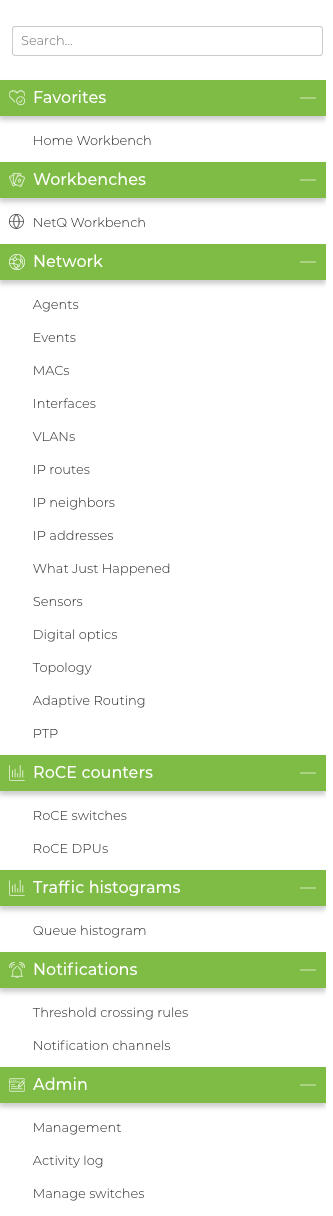 Search...
Favorites
Home Workbench
Workbenches
NetQ Workbench
Network
Agents
Events
MACs
Interfaces
VLANs
IP routes
IP neighbors
IP addresses
What Just Happened
Sensors
Digital optics
Topology
Adaptive Routing
PTP
RoCE counters
RoCE switches
RoCE DPUs
Traffic histograms
Queue histogram
Notifications
Threshold crossing rules
Notification channels
Admin
Management
Activity log
Manage switches